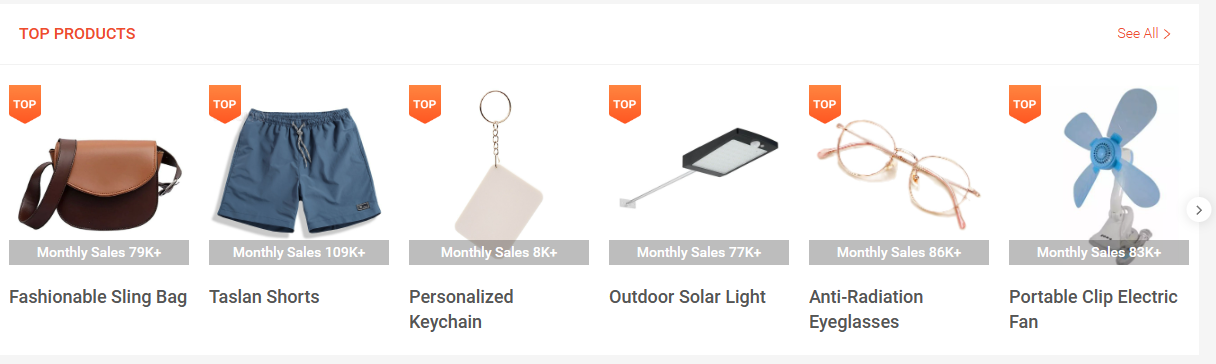 TOP PRODUCTS
See All
TOP
TOP
TOP
TOP
TOP
TOP
Monthly Sales 79K+
Monthly Sales 109K+
Monthly Sales 8K+
Monthly Sales 77K+
Monthly Sales 86K+
Monthly Sales 83K+
Fashionable Sling Bag
Taslan Shorts
Personalized
Keychain
Outdoor Solar Light
Anti-Radiation
Eyeglasses
Portable Clip Electric
Fan